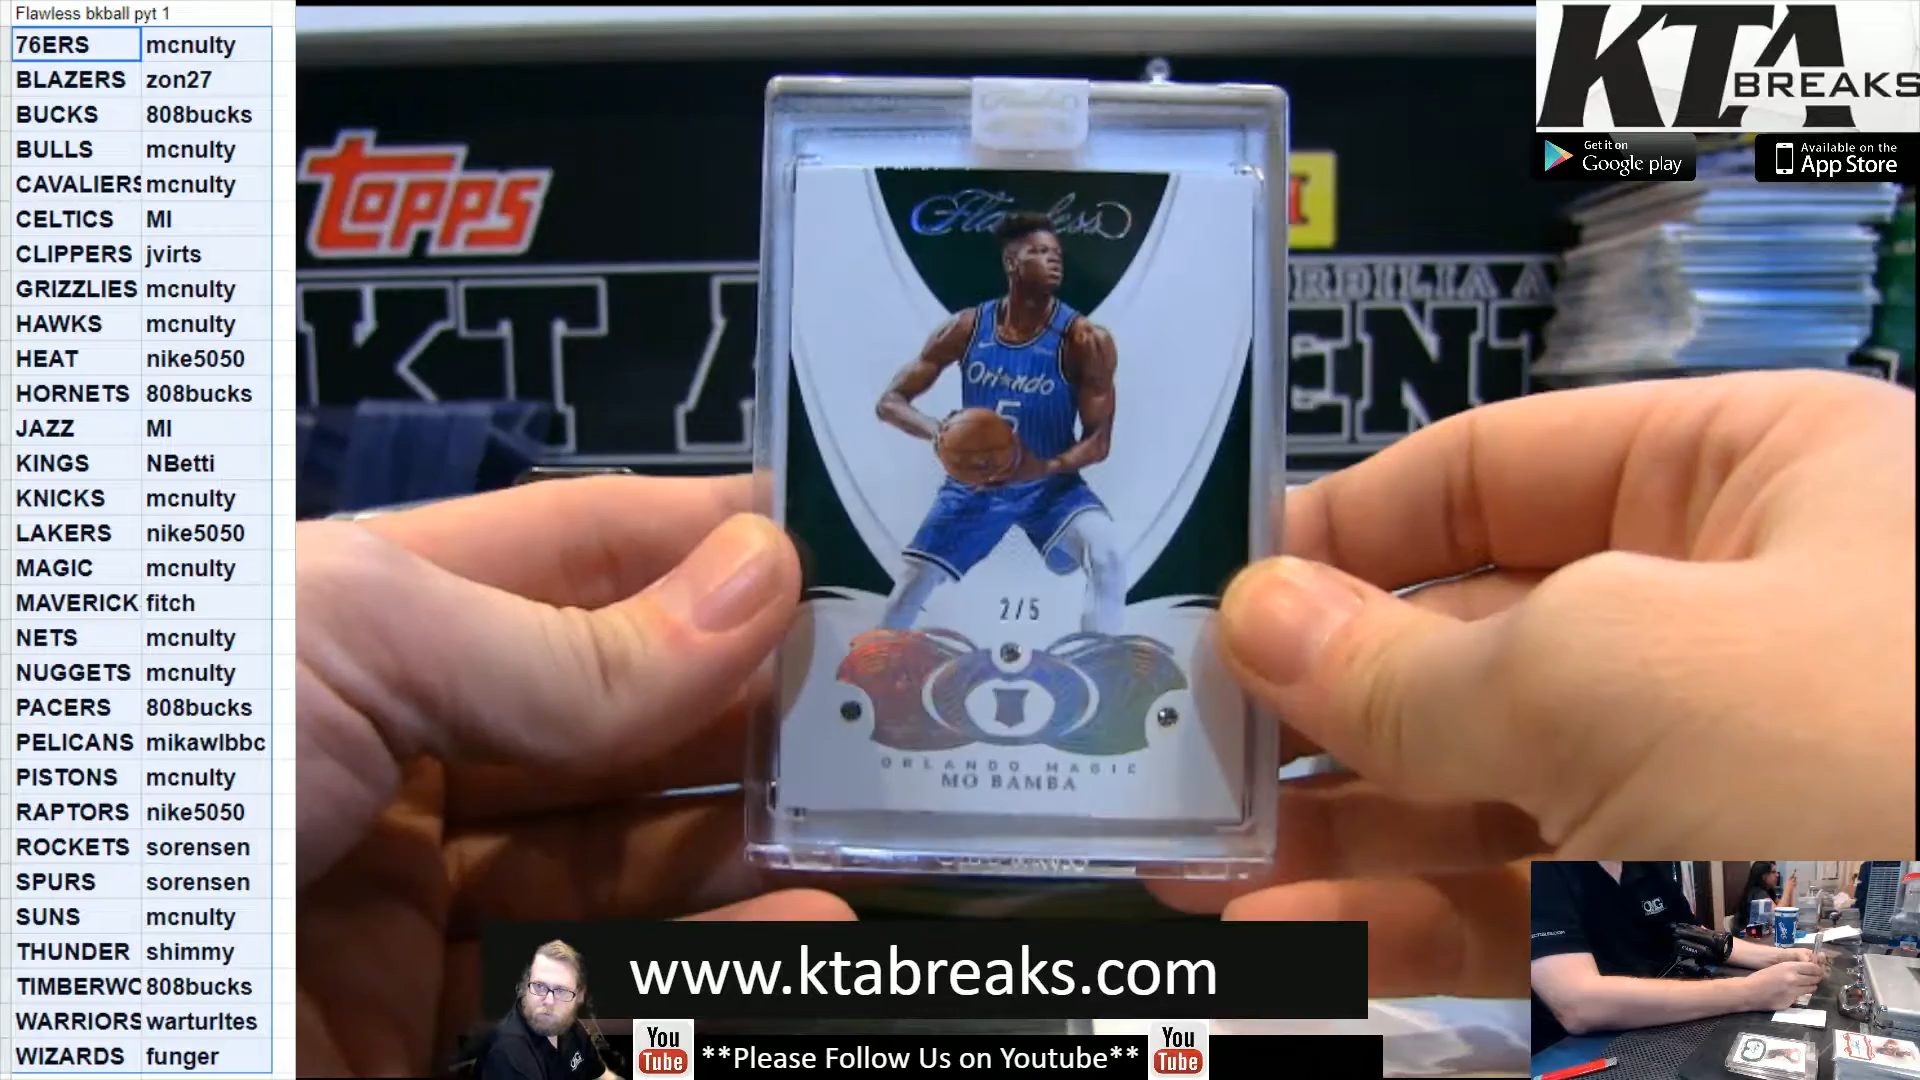 Flawless bkball pyt 1
76ERS mcnulty
BLAZERS zon27
BUCKS 808bucks
BULLS mcnulty
CAVALIERS mcnulty
CELTICS MI
CLIPPERS jvirts
GRIZZLIES mcnulty
HAWKS mcnulty
HEAT nike5050
HORNETS 808bucks
JAZZ MI
KINGS NBetti
KNICKS mcnulty
LAKERS nike5050
MAGIC mcnulty
MAVERICK fitch
NETS mcnulty
NUGGETS mcnulty
PACERS 808bucks
PELICANS mikawlbbc
PISTONS mcnulty
RAPTORS nike5050
ROCKETS sorensen
SPURS sorensen
SUNS mcnulty
THUNDER shimmy
TIMBERWO 808bucks
WARRIORS warturltes
WIZARDS funger
KTA
BREAKS
Get it on
Google play
Available on the
App Store
Topps
KTA
Flawless
Orlando
5
2/5
ORLANDO MAGIC
MO BAMBA
www.ktabreaks.com
You
Tube
**Please Follow Us on Youtube**
You
Tube